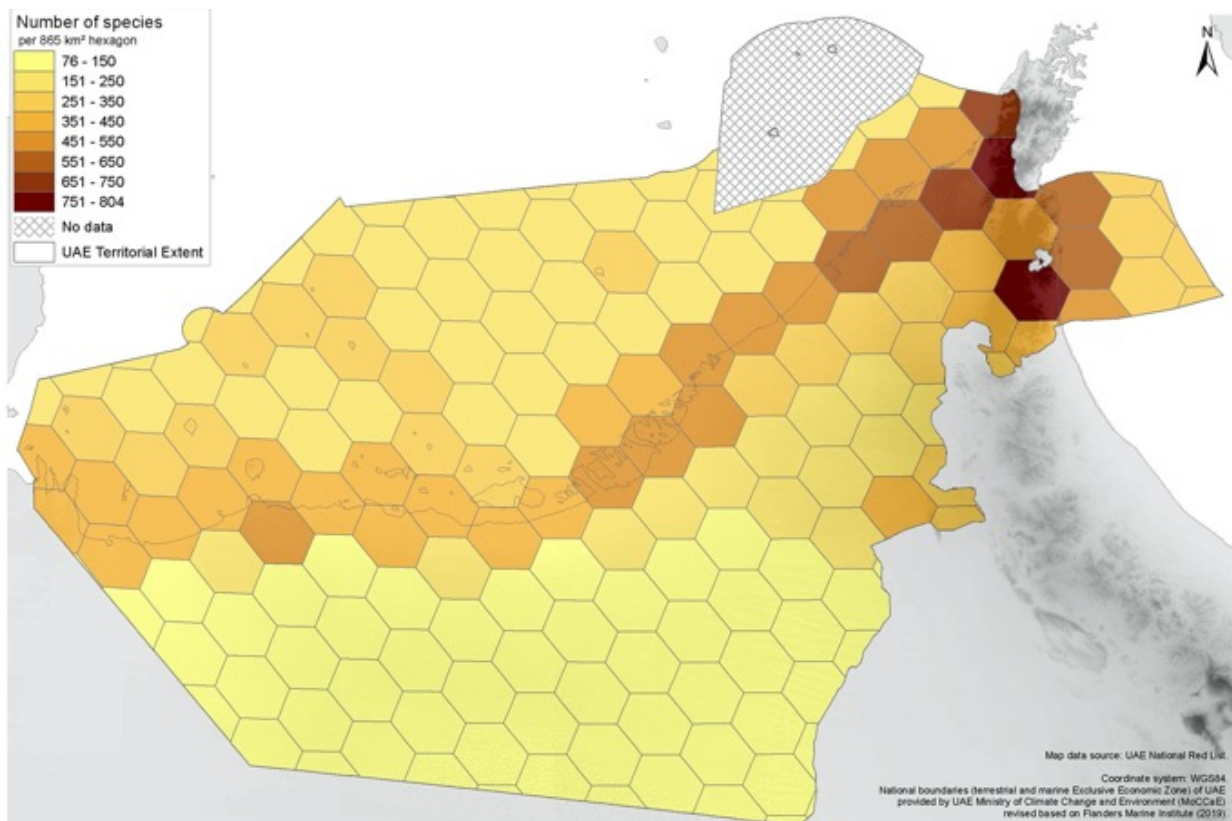 Number of species
per 865 km² hexagon
76 - 150
151 - 250
251 - 350
351 - 450
451 - 550
551 - 650
651 - 750
751 - 804
No data
UAE Territorial Extent
N
Map data source: UAE National Red List.
Coordinate system: WGS84.
National boundaries (terrestrial and marine Exclusive Economic Zone) of UAE
provided by UAE Ministry of Climate Change and Environment (MoCCaE)
revised based on Flanders Marine Institute (2019)